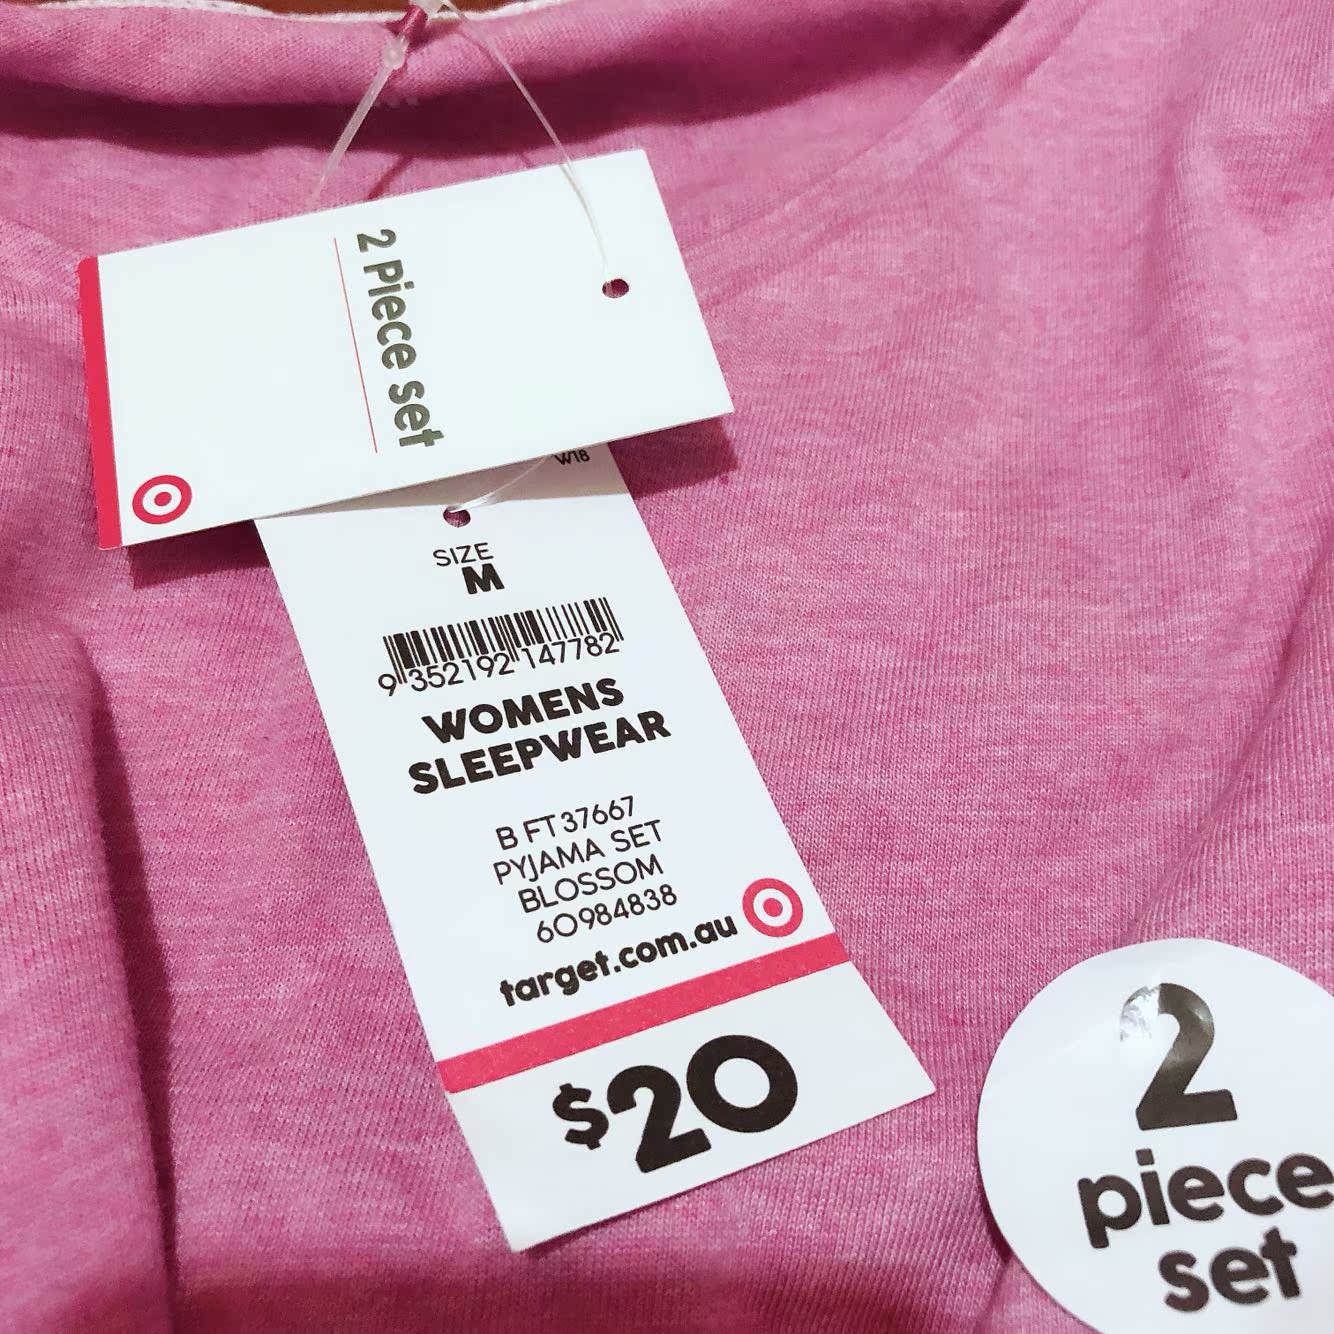 2 Piece set
W18
SIZE
M
9 352192 147782
WOMENS
SLEEPWEAR
B FT37667
PYJAMA SET
BLOSSOM
60984838
target.com.au
$20
2
piece
set